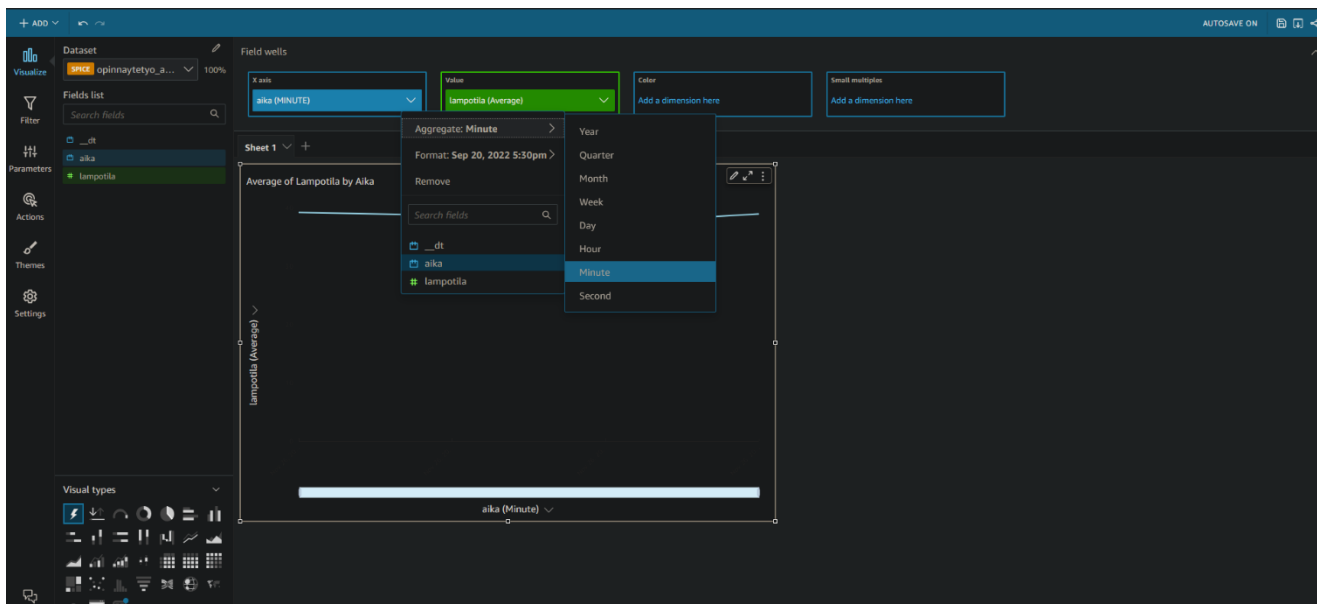 + ADD
AUTOSAVE ON
Visualize
Filter
Parameters
Actions
Themes
Settings
Dataset
SPICE opinnaytetyo_a... 100%
Fields list
Search fields
__dt
aika
# lampotila
Visual types
Field wells
X axis
aika (MINUTE)
Value
lampotila (Average)
Color
Add a dimension here
Small multiples
Add a dimension here
Sheet 1 +
Average of Lampotila by Aika
lampotila (Average)
aika (Minute)
Aggregate: Minute
Format: Sep 20, 2022 5:30pm
Remove
Search fields
__dt
aika
# lampotila
Year
Quarter
Month
Week
Day
Hour
Minute
Second